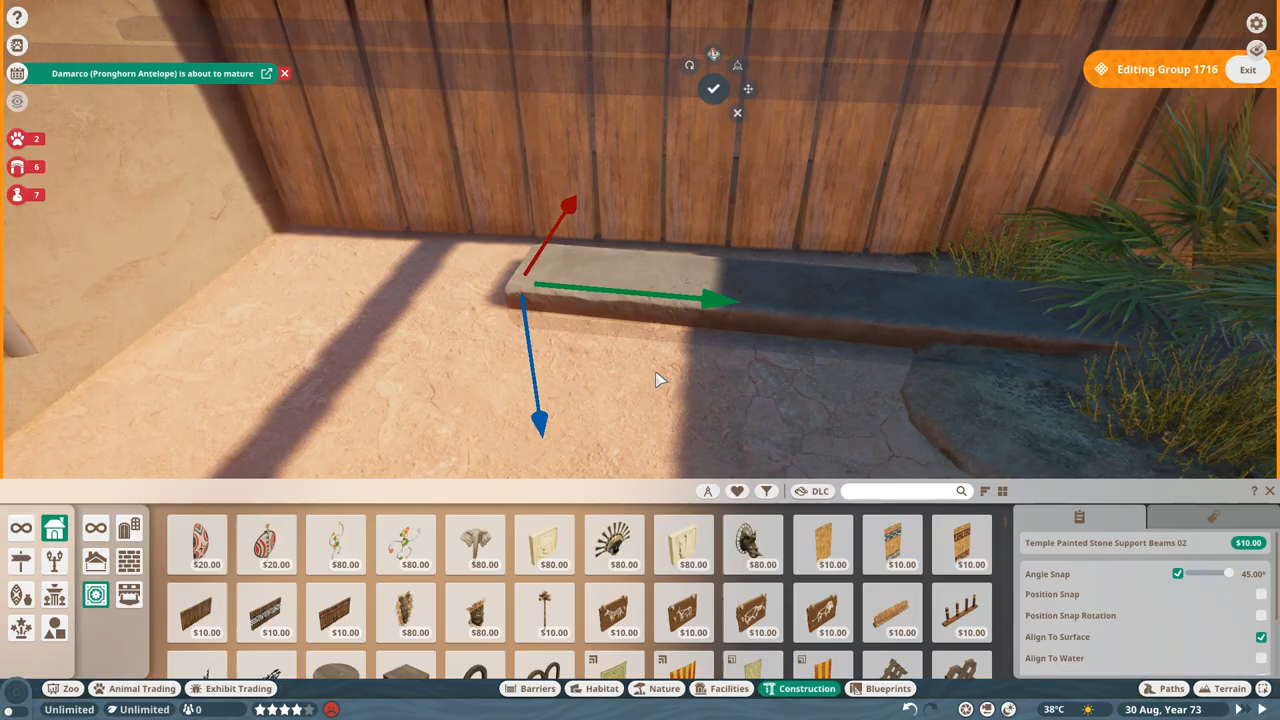 ?
Damarco (Pronghorn Antelope) is about to mature
2
6
7
Editing Group 1716
Exit
DLC
?
$20.00 $20.00 $80.00 $80.00 $80.00 $80.00 $80.00 $80.00 $80.00 $10.00 $10.00 $10.00
$10.00 $10.00 $10.00 $80.00 $80.00 $10.00 $10.00 $10.00 $10.00 $10.00 $10.00 $10.00
Temple Painted Stone Support Beams 02 $10.00
Angle Snap 45.00°
Position Snap
Position Snap Rotation
Align To Surface
Align To Water
Zoo Animal Trading Exhibit Trading Barriers Habitat Nature Facilities Construction Blueprints Paths Terrain
Unlimited Unlimited 0 38°C 30 Aug, Year 73